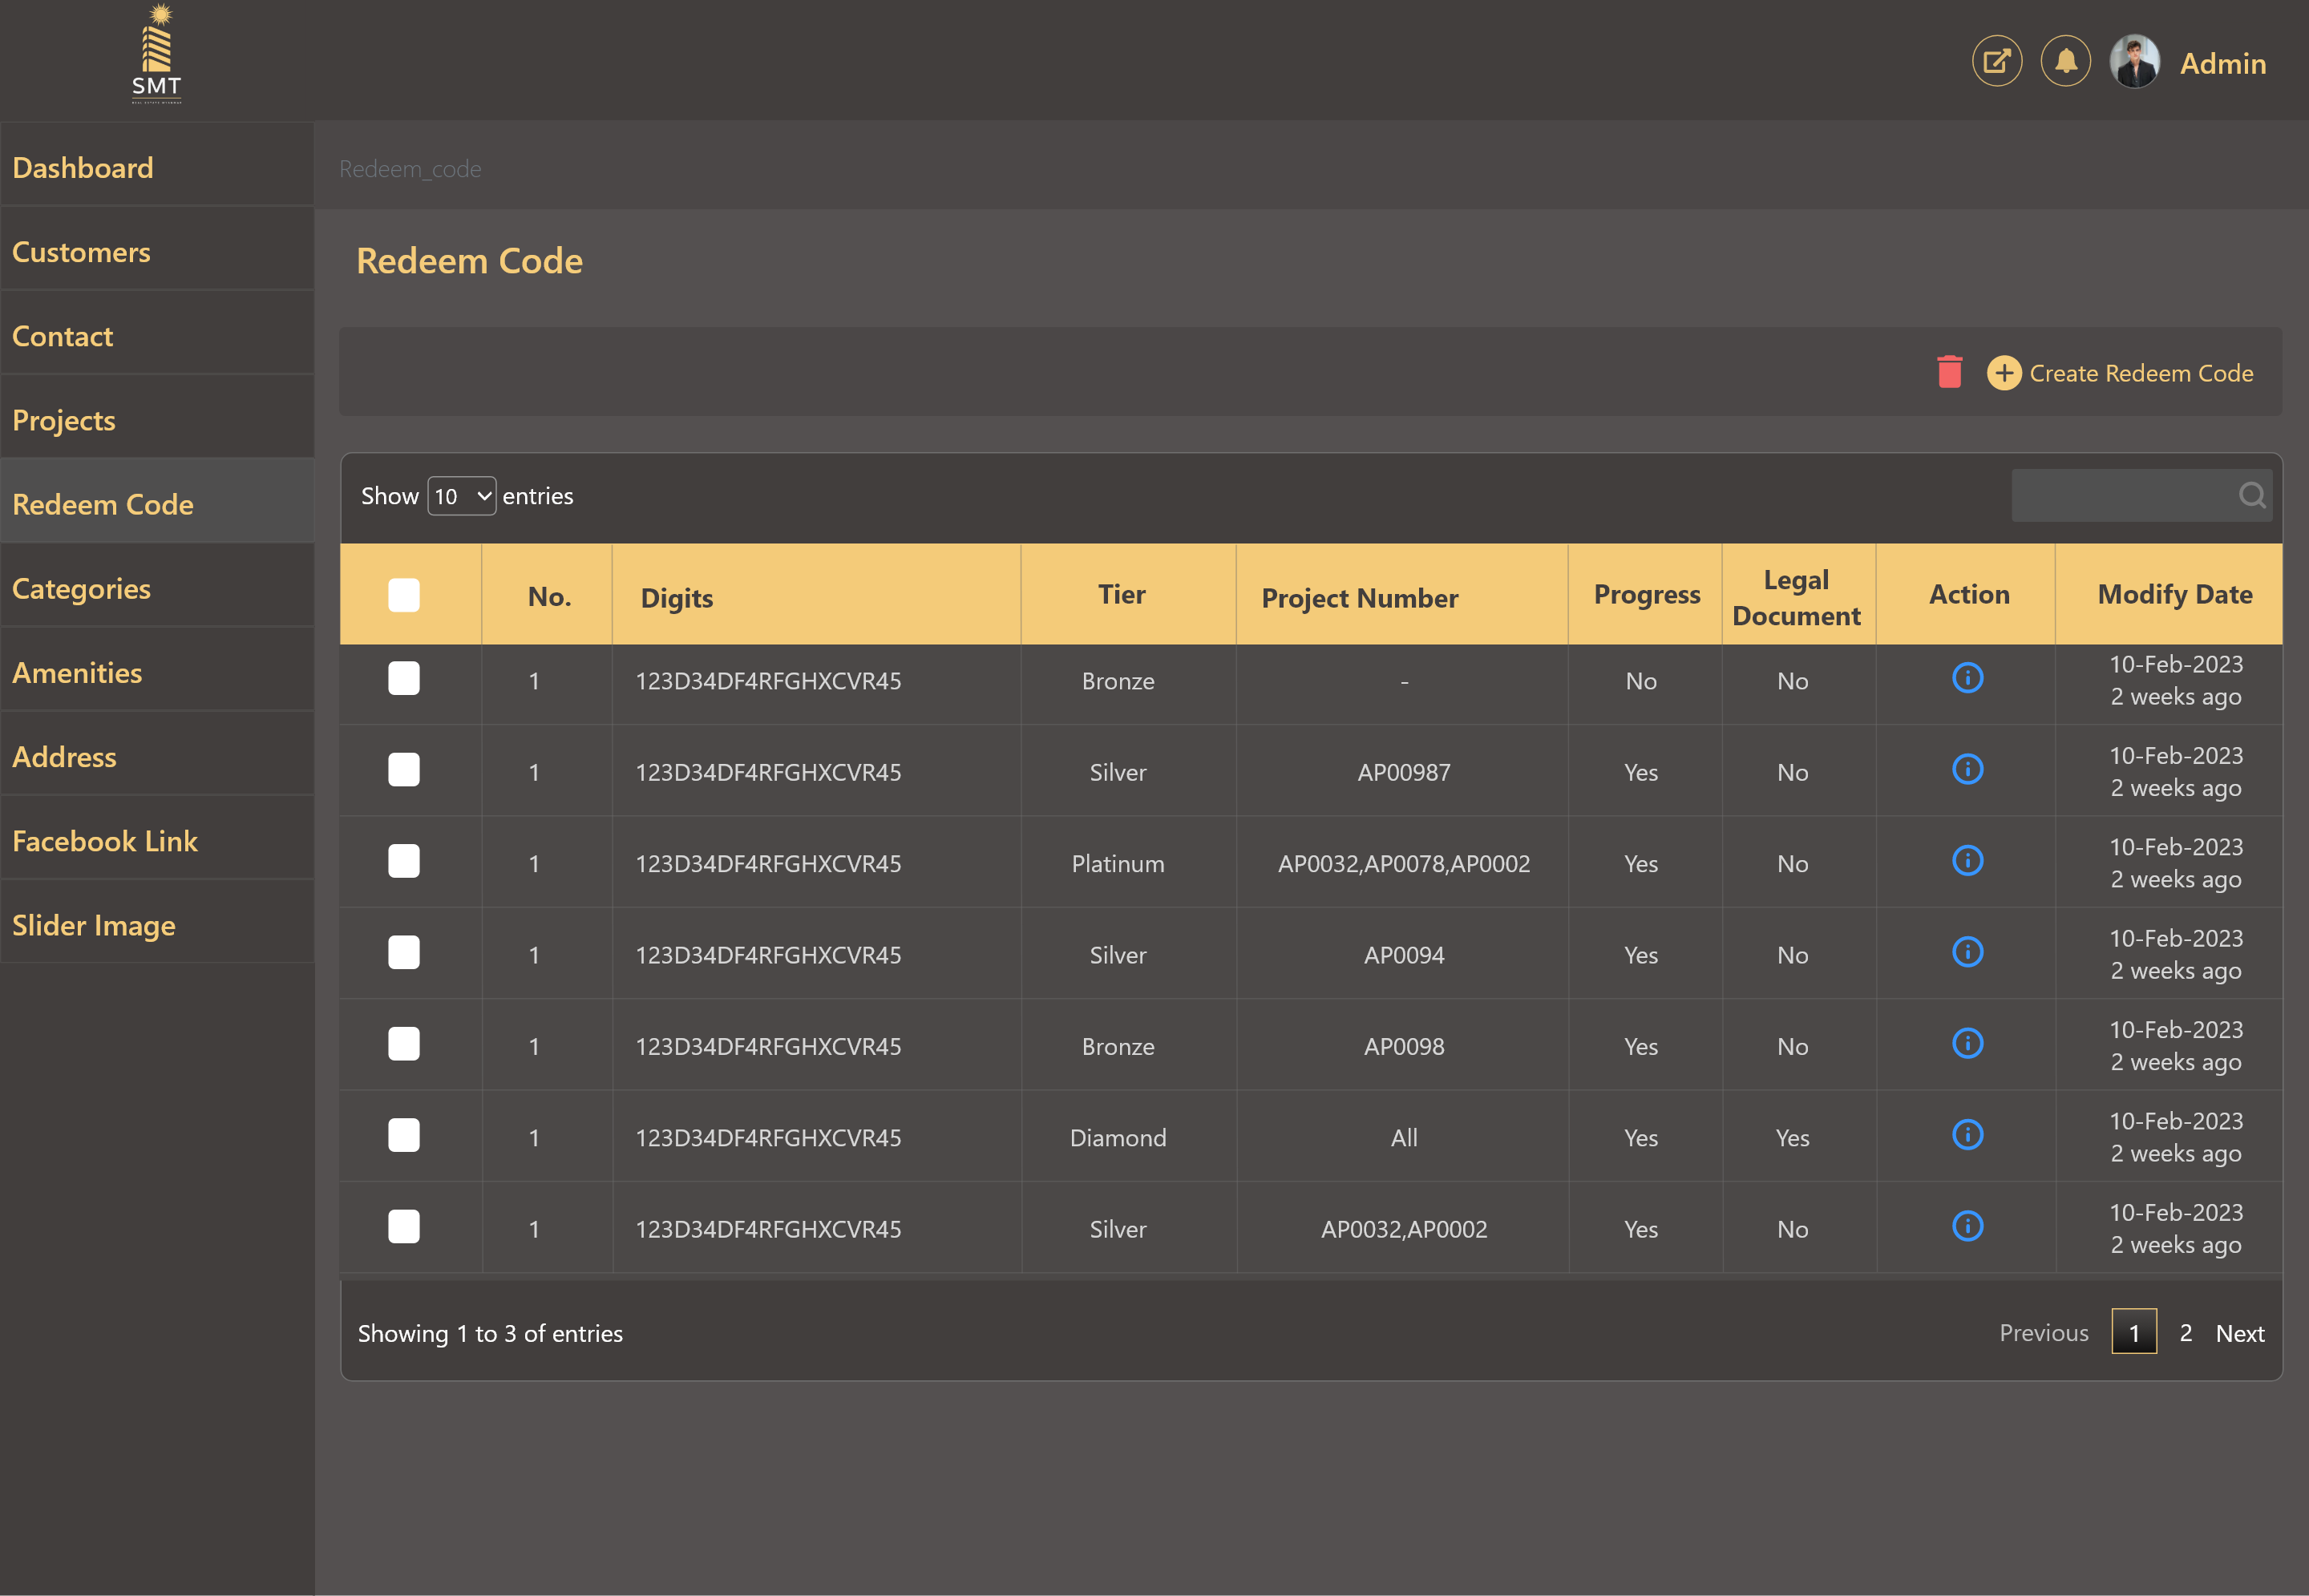 SMT
Admin
Dashboard
Customers
Contact
Projects
Redeem Code
Categories
Amenities
Address
Facebook Link
Slider Image
Redeem_code
Redeem Code
Create Redeem Code
Show 10 entries
No. Digits Tier Project Number Progress Legal Document Action Modify Date
1 123D34DF4RFGHXCVR45 Bronze - No No 10-Feb-2023
2 weeks ago
1 123D34DF4RFGHXCVR45 Silver AP00987 Yes No 10-Feb-2023
2 weeks ago
1 123D34DF4RFGHXCVR45 Platinum AP0032,AP0078,AP0002 Yes No 10-Feb-2023
2 weeks ago
1 123D34DF4RFGHXCVR45 Silver AP0094 Yes No 10-Feb-2023
2 weeks ago
1 123D34DF4RFGHXCVR45 Bronze AP0098 Yes No 10-Feb-2023
2 weeks ago
1 123D34DF4RFGHXCVR45 Diamond All Yes Yes 10-Feb-2023
2 weeks ago
1 123D34DF4RFGHXCVR45 Silver AP0032,AP0002 Yes No 10-Feb-2023
2 weeks ago
Showing 1 to 3 of entries
Previous 1 2 Next